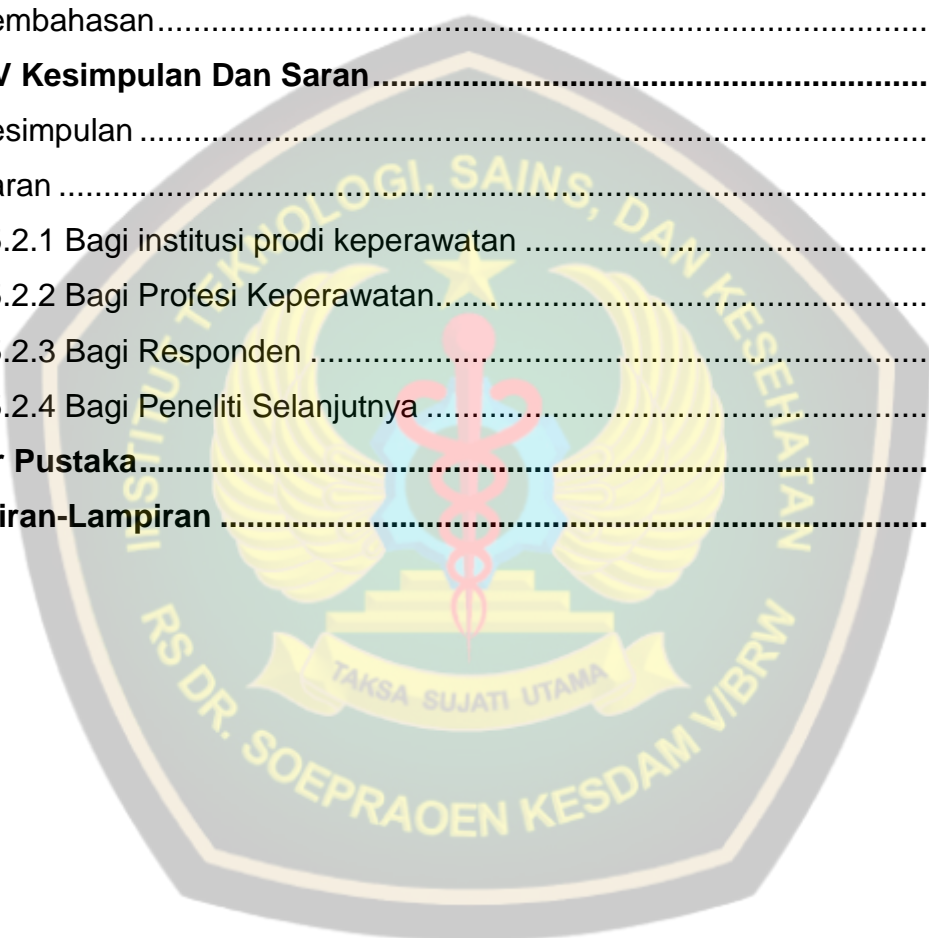 embahasan........................................................................................
V Kesimpulan Dan Saran................................................................
esimpulan ........................................................................................
aran ..................................................................................................
.2.1 Bagi institusi prodi keperawatan .............................................
.2.2 Bagi Profesi Keperawatan.......................................................
.2.3 Bagi Responden .....................................................................
.2.4 Bagi Peneliti Selanjutnya ........................................................
r Pustaka.........................................................................................
iran-Lampiran ................................................................................
INSTITUT TEKNOLOGI, SAINS, DAN KESEHATAN
TAKSA SUJATI UTAMA
RS DR. SOEPRAOEN KESDAM V/BRW